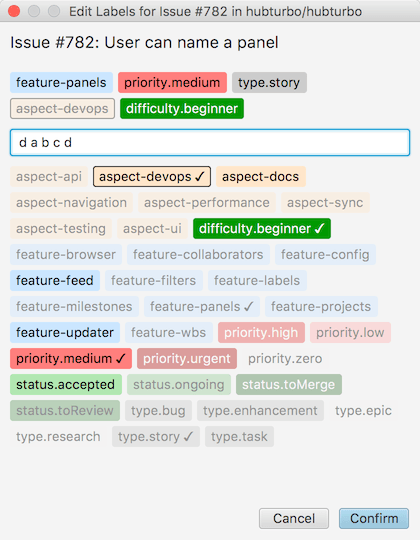 Edit Labels for Issue #782 in hubturbo/hubturbo
Issue #782: User can name a panel
feature-panels priority.medium type.story
aspect-devops difficulty.beginner
d a b c d
aspect-api aspect-devops ✓ aspect-docs
aspect-navigation aspect-performance aspect-sync
aspect-testing aspect-ui difficulty.beginner ✓
feature-browser feature-collaborators feature-config
feature-feed feature-filters feature-labels
feature-milestones feature-panels ✓ feature-projects
feature-updater feature-wbs priority.high priority.low
priority.medium ✓ priority.urgent priority.zero
status.accepted status.ongoing status.toMerge
status.toReview type.bug type.enhancement type.epic
type.research type.story ✓ type.task
Cancel Confirm